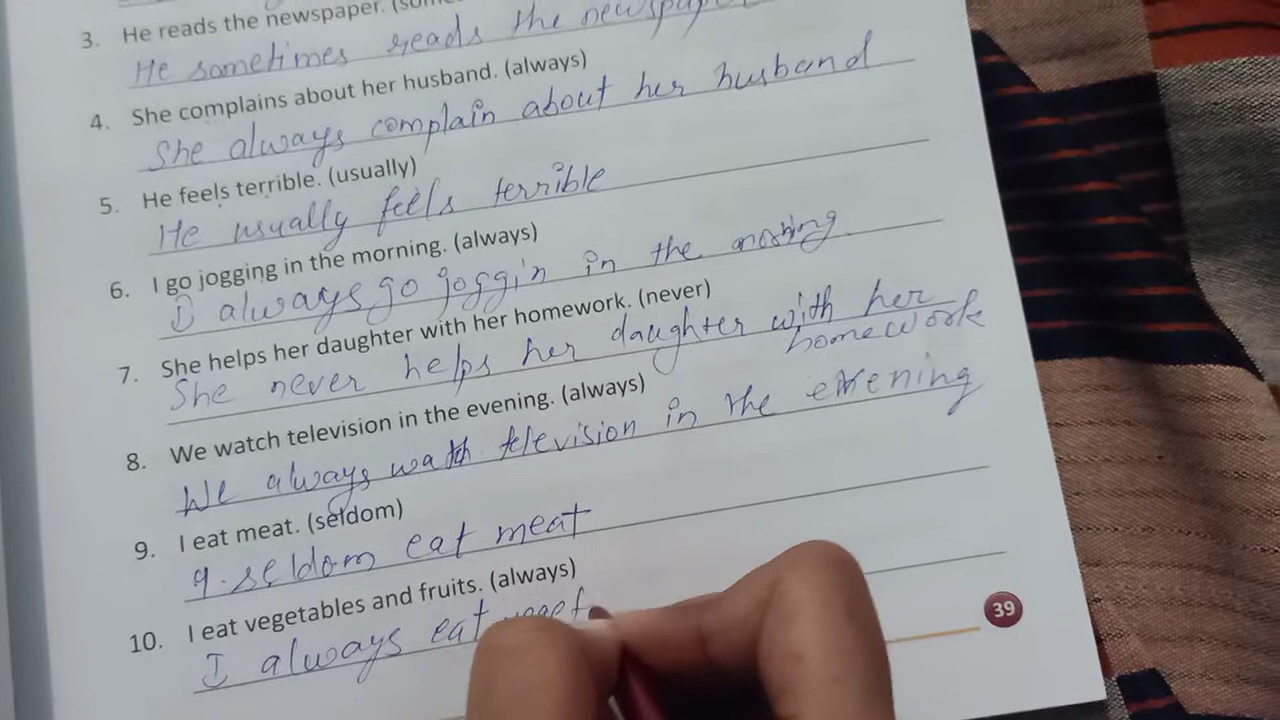 3. He reads the newspaper.
He sometimes reads the newspaper
4. She complains about her husband. (always)
She always complain about her husband
5. He feels terrible. (usually)
He usually feels terrible
6. I go jogging in the morning. (always)
I always go joggin in the morning
7. She helps her daughter with her homework. (never)
She never helps her daughter with her
homework
8. We watch television in the evening. (always)
We always watch television in the evening
9. I eat meat. (seldom)
I seldom eat meat
10. I eat vegetables and fruits. (always)
I always eat
39